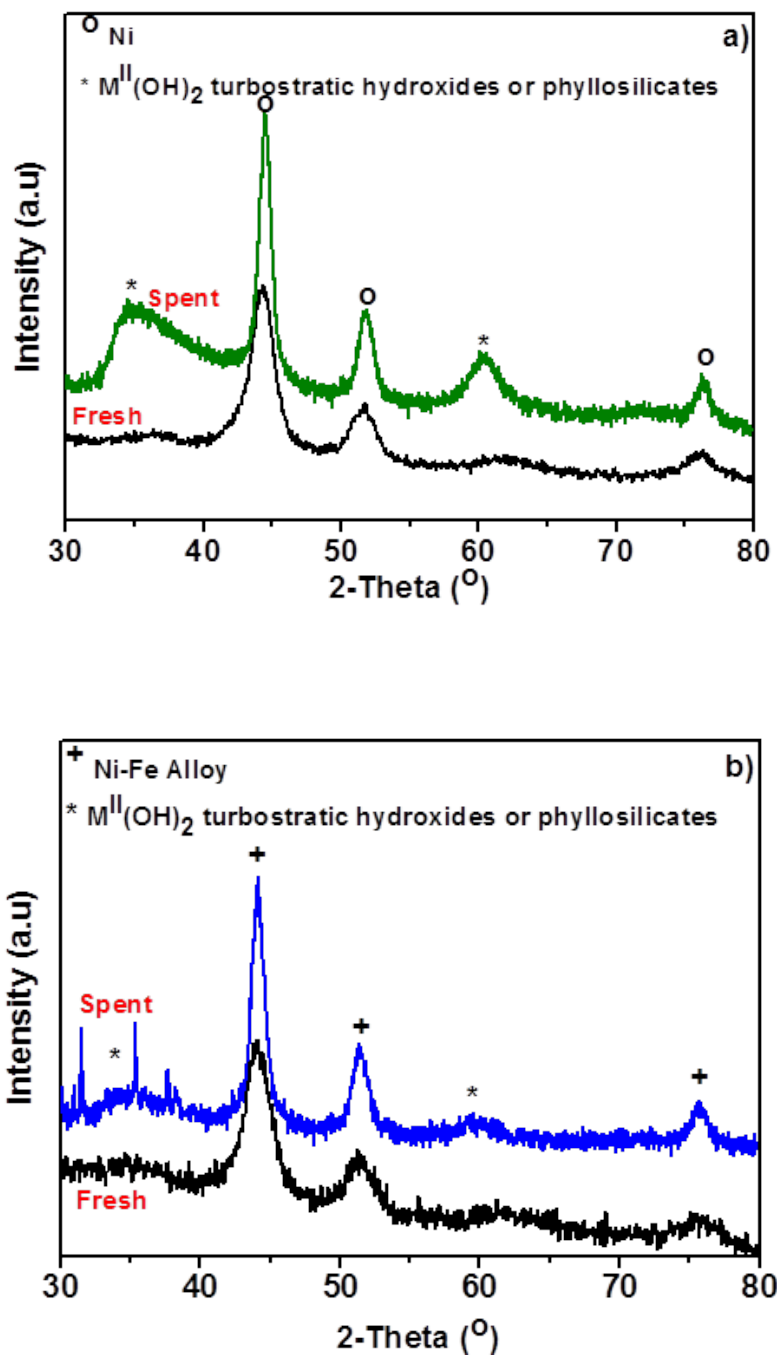 o Ni
a)
* M^II(OH)_2 turbostratic hydroxides or phyllosilicates
o
* Spent
o
*
o
Fresh
Intensity (a.u)
30 40 50 60 70 80
2-Theta (^O)
+ Ni-Fe Alloy
b)
* M^II(OH)_2 turbostratic hydroxides or phyllosilicates
+
Spent
*
+
*
+
Fresh
Intensity (a.u)
30 40 50 60 70 80
2-Theta (^O)